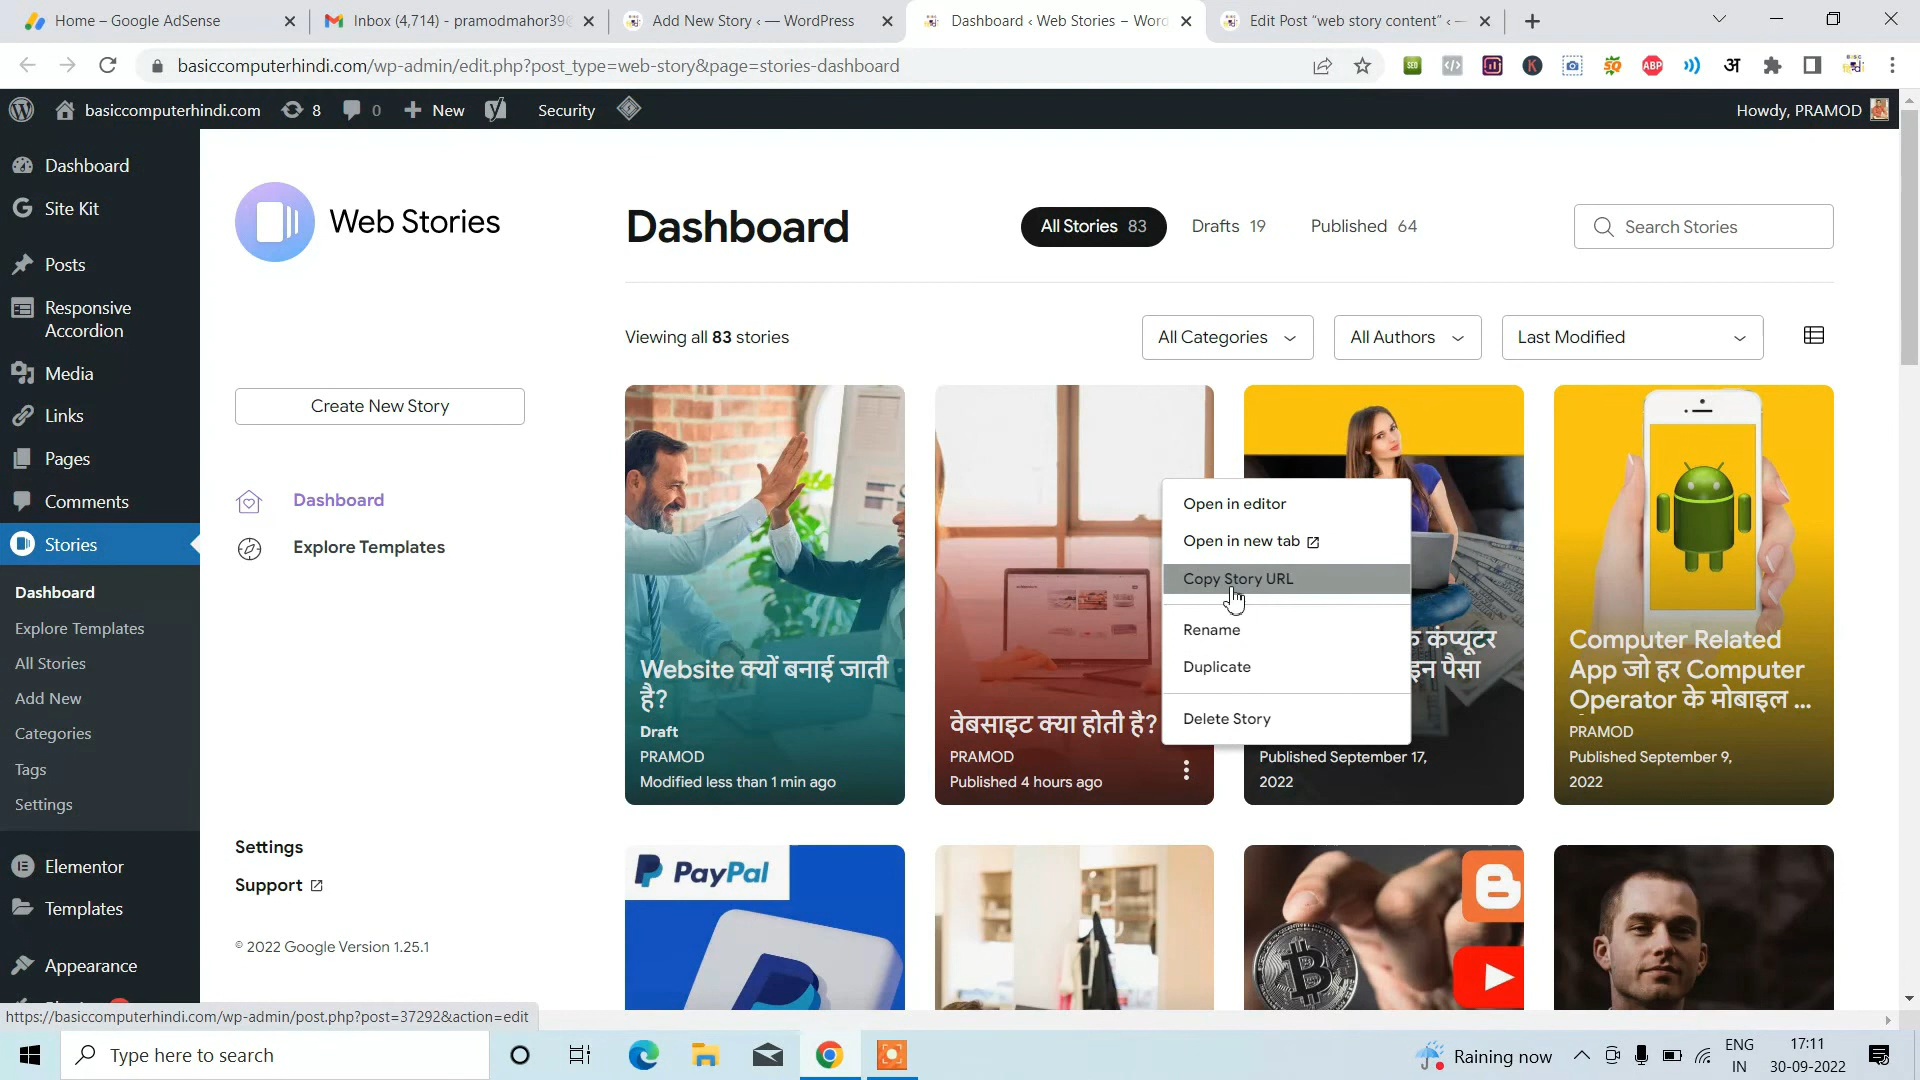 Home – Google AdSense
Inbox (4,714) - pramodmahor39
Add New Story ‹ — WordPress
Dashboard ‹ Web Stories – Word
Edit Post “web story content” ‹ —
basiccomputerhindi.com/wp-admin/edit.php?post_type=web-story&page=stories-dashboard
SEO
K
SQ
ABP
अ
basiccomputerhindi.com
8
0
New
Security
Howdy, PRAMOD
Dashboard
Site Kit
Posts
Responsive
Accordion
Media
Links
Pages
Comments
Stories
Dashboard
Explore Templates
All Stories
Add New
Categories
Tags
Settings
Elementor
Templates
Appearance
Web Stories
Create New Story
Dashboard
Explore Templates
Settings
Support
© 2022 Google Version 1.25.1
Dashboard
All Stories 83
Drafts 19
Published 64
Search Stories
Viewing all 83 stories
All Categories
All Authors
Last Modified
Website क्यों बनाई जाती
है?
Draft
PRAMOD
Modified less than 1 min ago
वेबसाइट क्या होती है?
PRAMOD
Published 4 hours ago
Open in editor
Open in new tab
Copy Story URL
Rename
Duplicate
Delete Story
कंप्यूटर
पैसा
Published September 17,
2022
Computer Related
App जो हर Computer
Operator के मोबाइल ...
PRAMOD
Published September 9,
2022
PayPal
https://basiccomputerhindi.com/wp-admin/post.php?post=37292&action=edit
Type here to search
Raining now
ENG
IN
17:11
30-09-2022